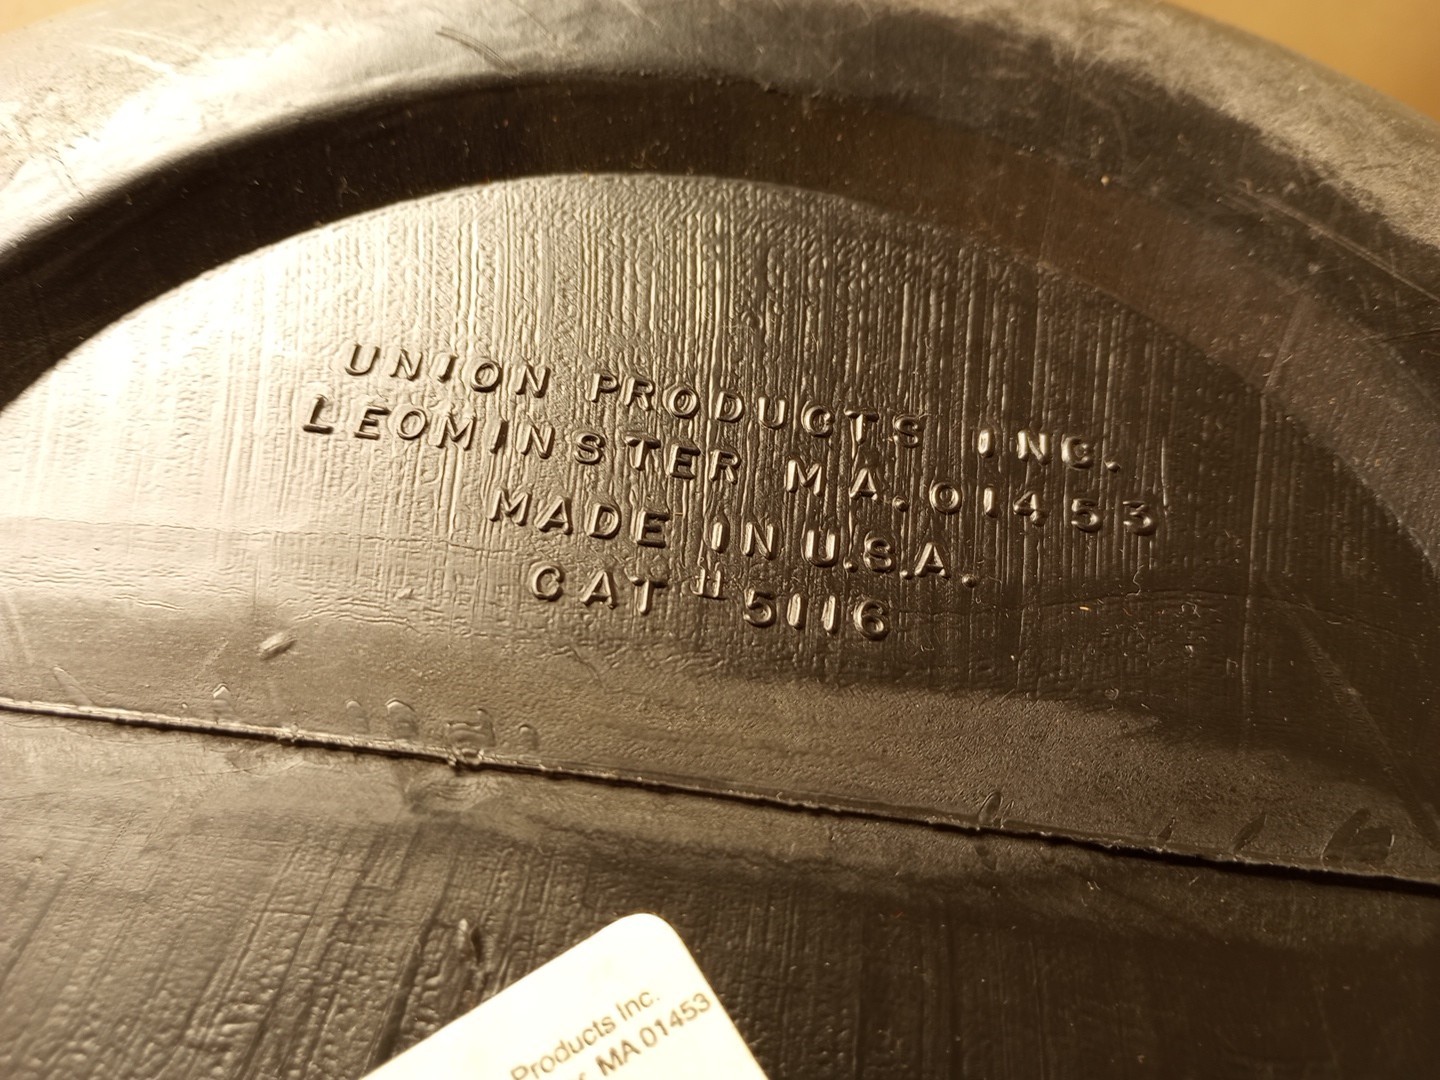 UNION PRODUCTS INC.
LEOMINSTER MA. 01453
MADE IN U.S.A.
CAT # 5116
Products Inc.
MA 01453